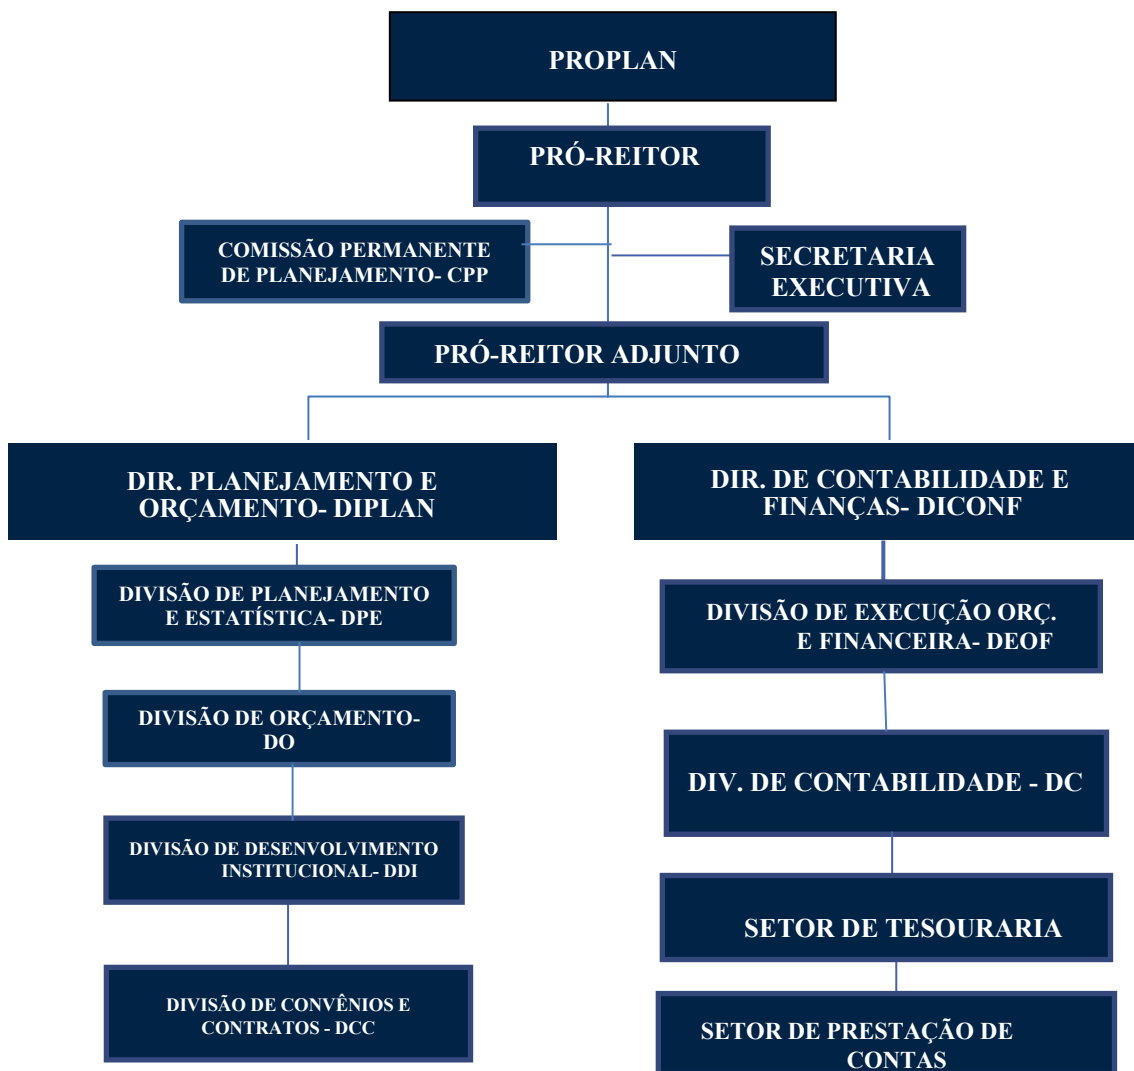 PROPLAN
PRÓ-REITOR
COMISSÃO PERMANENTE
DE PLANEJAMENTO- CPP
SECRETARIA
EXECUTIVA
PRÓ-REITOR ADJUNTO
DIR. PLANEJAMENTO E
ORÇAMENTO- DIPLAN
DIVISÃO DE PLANEJAMENTO
E ESTATÍSTICA- DPE
DIVISÃO DE ORÇAMENTO-
DO
DIVISÃO DE DESENVOLVIMENTO
INSTITUCIONAL- DDI
DIVISÃO DE CONVÊNIOS E
CONTRATOS - DCC
DIR. DE CONTABILIDADE E
FINANÇAS- DICONF
DIVISÃO DE EXECUÇÃO ORÇ.
E FINANCEIRA- DEOF
DIV. DE CONTABILIDADE - DC
SETOR DE TESOURARIA
SETOR DE PRESTAÇÃO DE
CONTAS